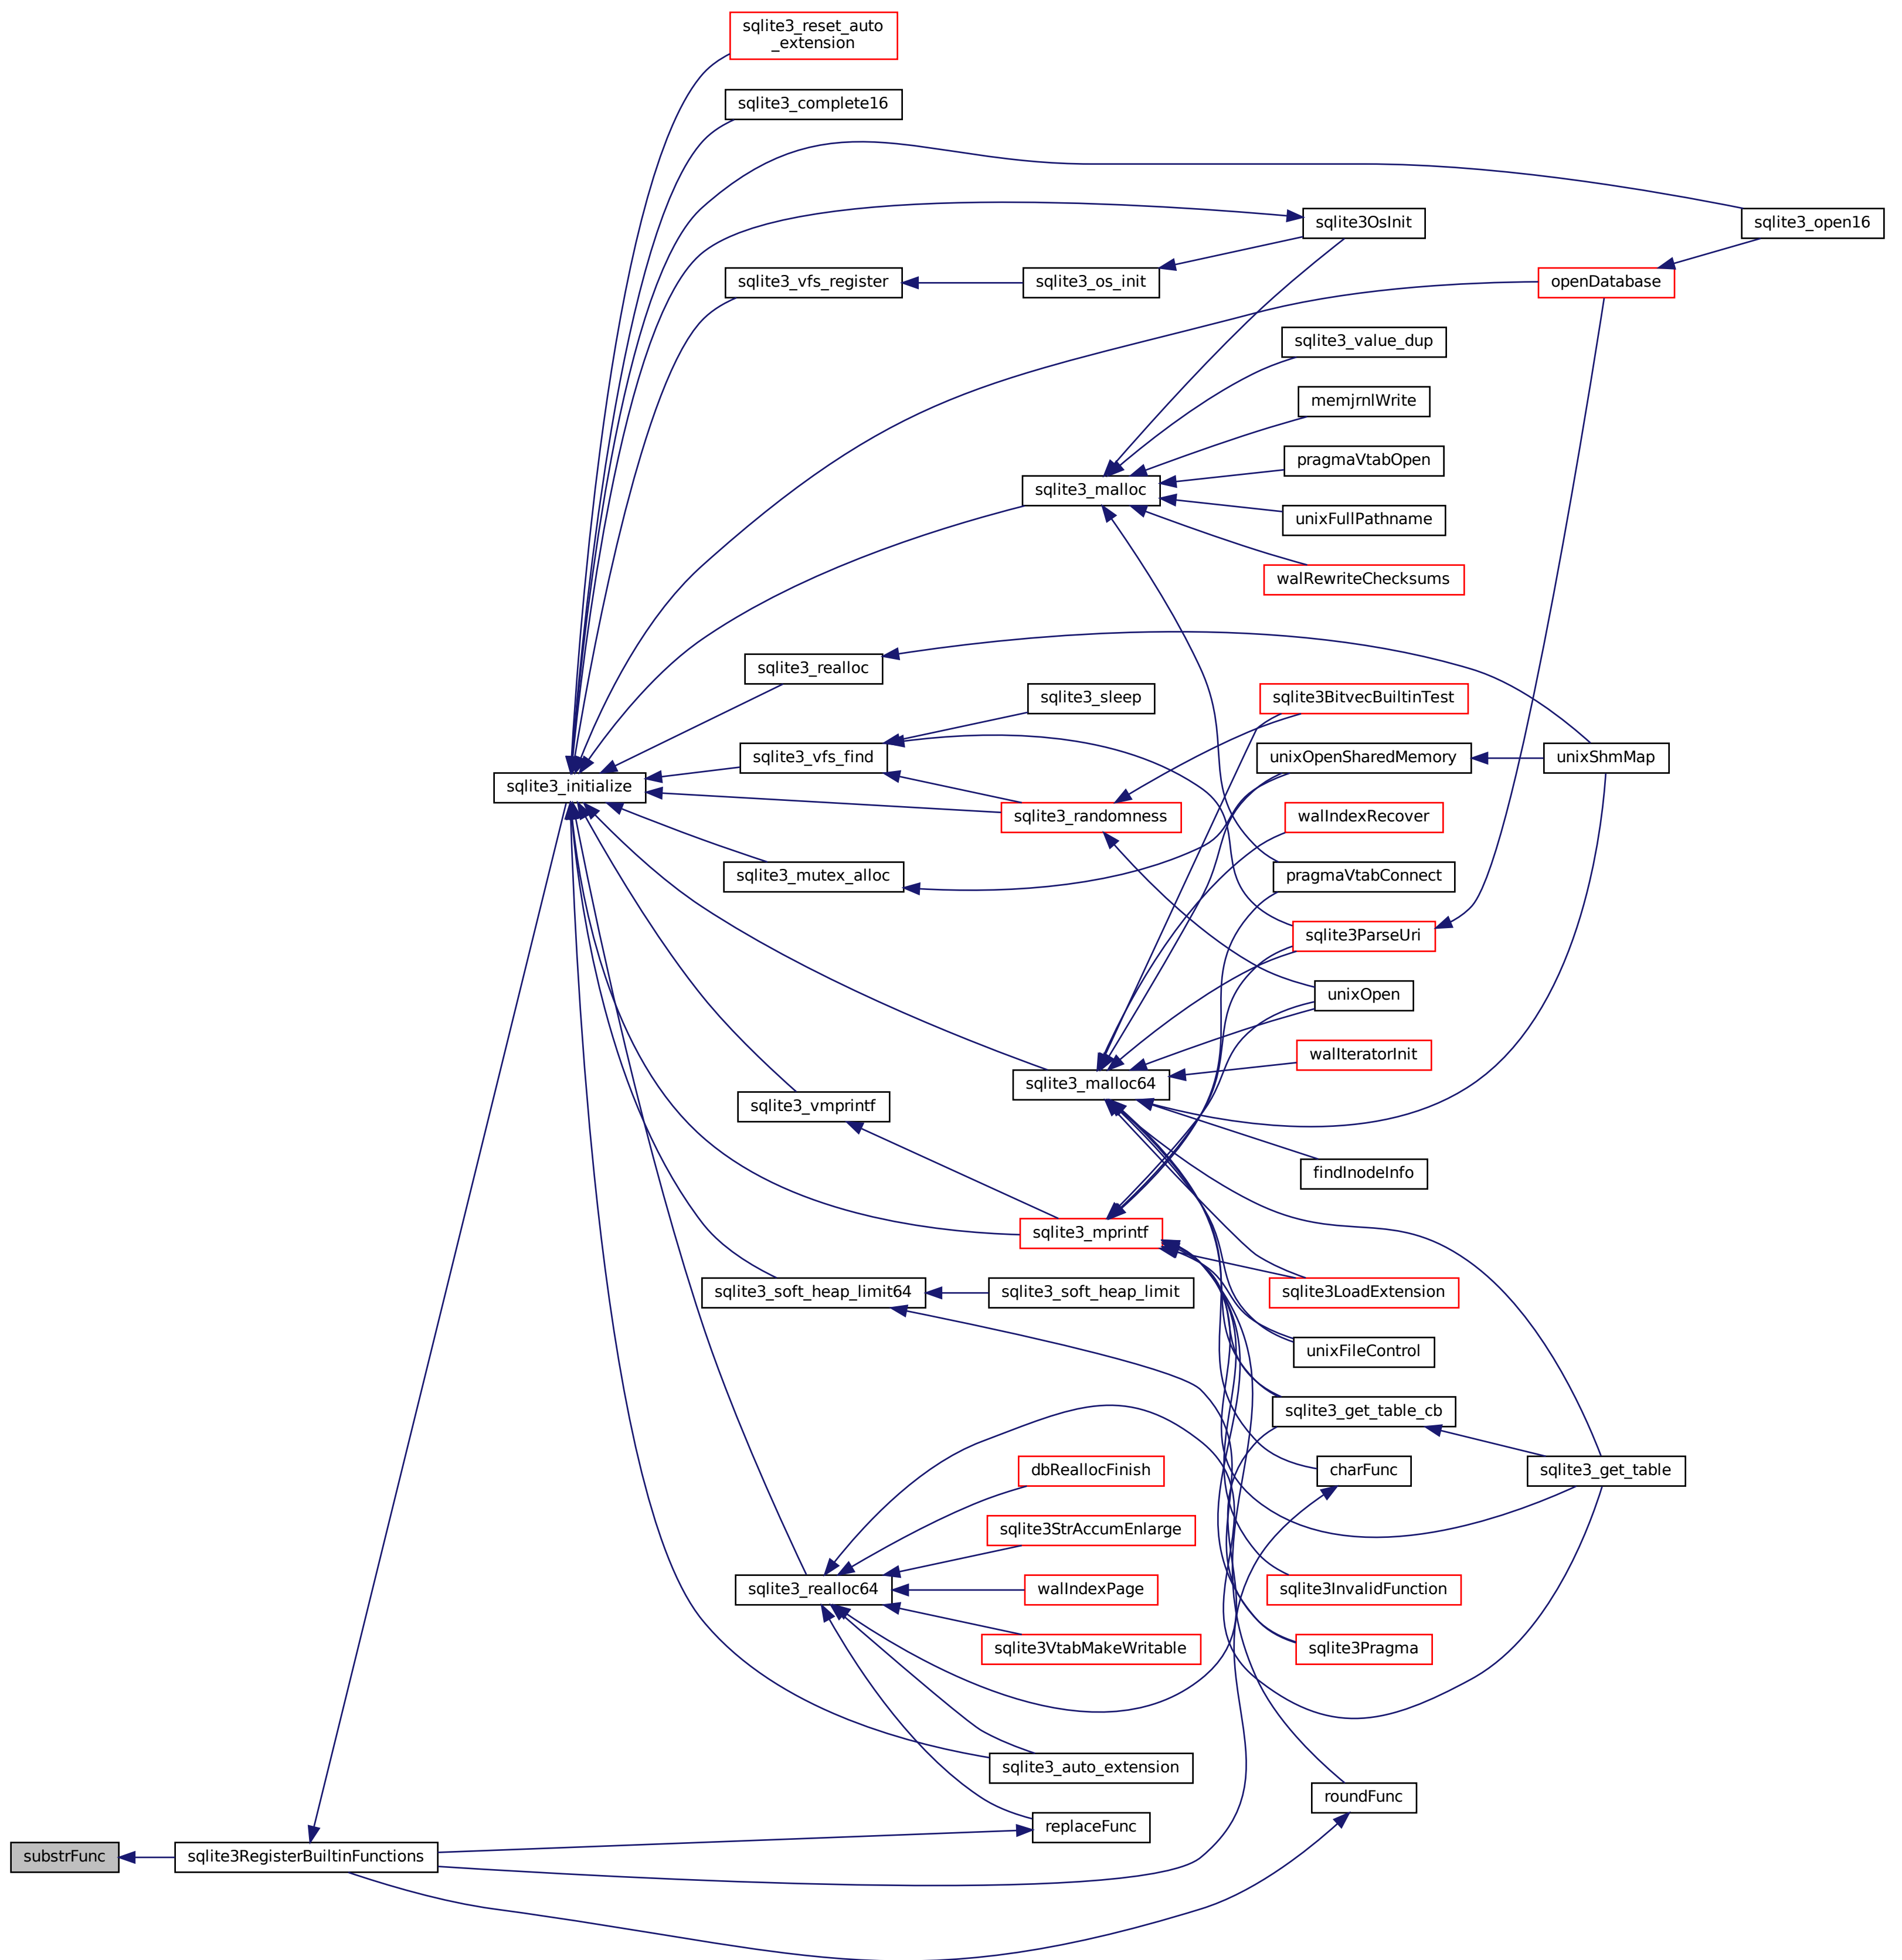 sqlite3_reset_auto
_extension
sqlite3_complete16
sqlite3OsInit
sqlite3_open16
sqlite3_vfs_register
sqlite3_os_init
openDatabase
sqlite3_value_dup
memjrnlWrite
pragmaVtabOpen
sqlite3_malloc
unixFullPathname
walRewriteChecksums
sqlite3_realloc
sqlite3_sleep
sqlite3BitvecBuiltinTest
sqlite3_vfs_find
unixOpenSharedMemory
unixShmMap
sqlite3_initialize
sqlite3_randomness
walIndexRecover
sqlite3_mutex_alloc
pragmaVtabConnect
sqlite3ParseUri
unixOpen
walIteratorInit
sqlite3_malloc64
sqlite3_vmprintf
findInodeInfo
sqlite3_mprintf
sqlite3_soft_heap_limit64
sqlite3_soft_heap_limit
sqlite3LoadExtension
unixFileControl
sqlite3_get_table_cb
dbReallocFinish
charFunc
sqlite3_get_table
sqlite3StrAccumEnlarge
sqlite3_realloc64
walIndexPage
sqlite3InvalidFunction
sqlite3VtabMakeWritable
sqlite3Pragma
sqlite3_auto_extension
roundFunc
replaceFunc
substrFunc
sqlite3RegisterBuiltinFunctions